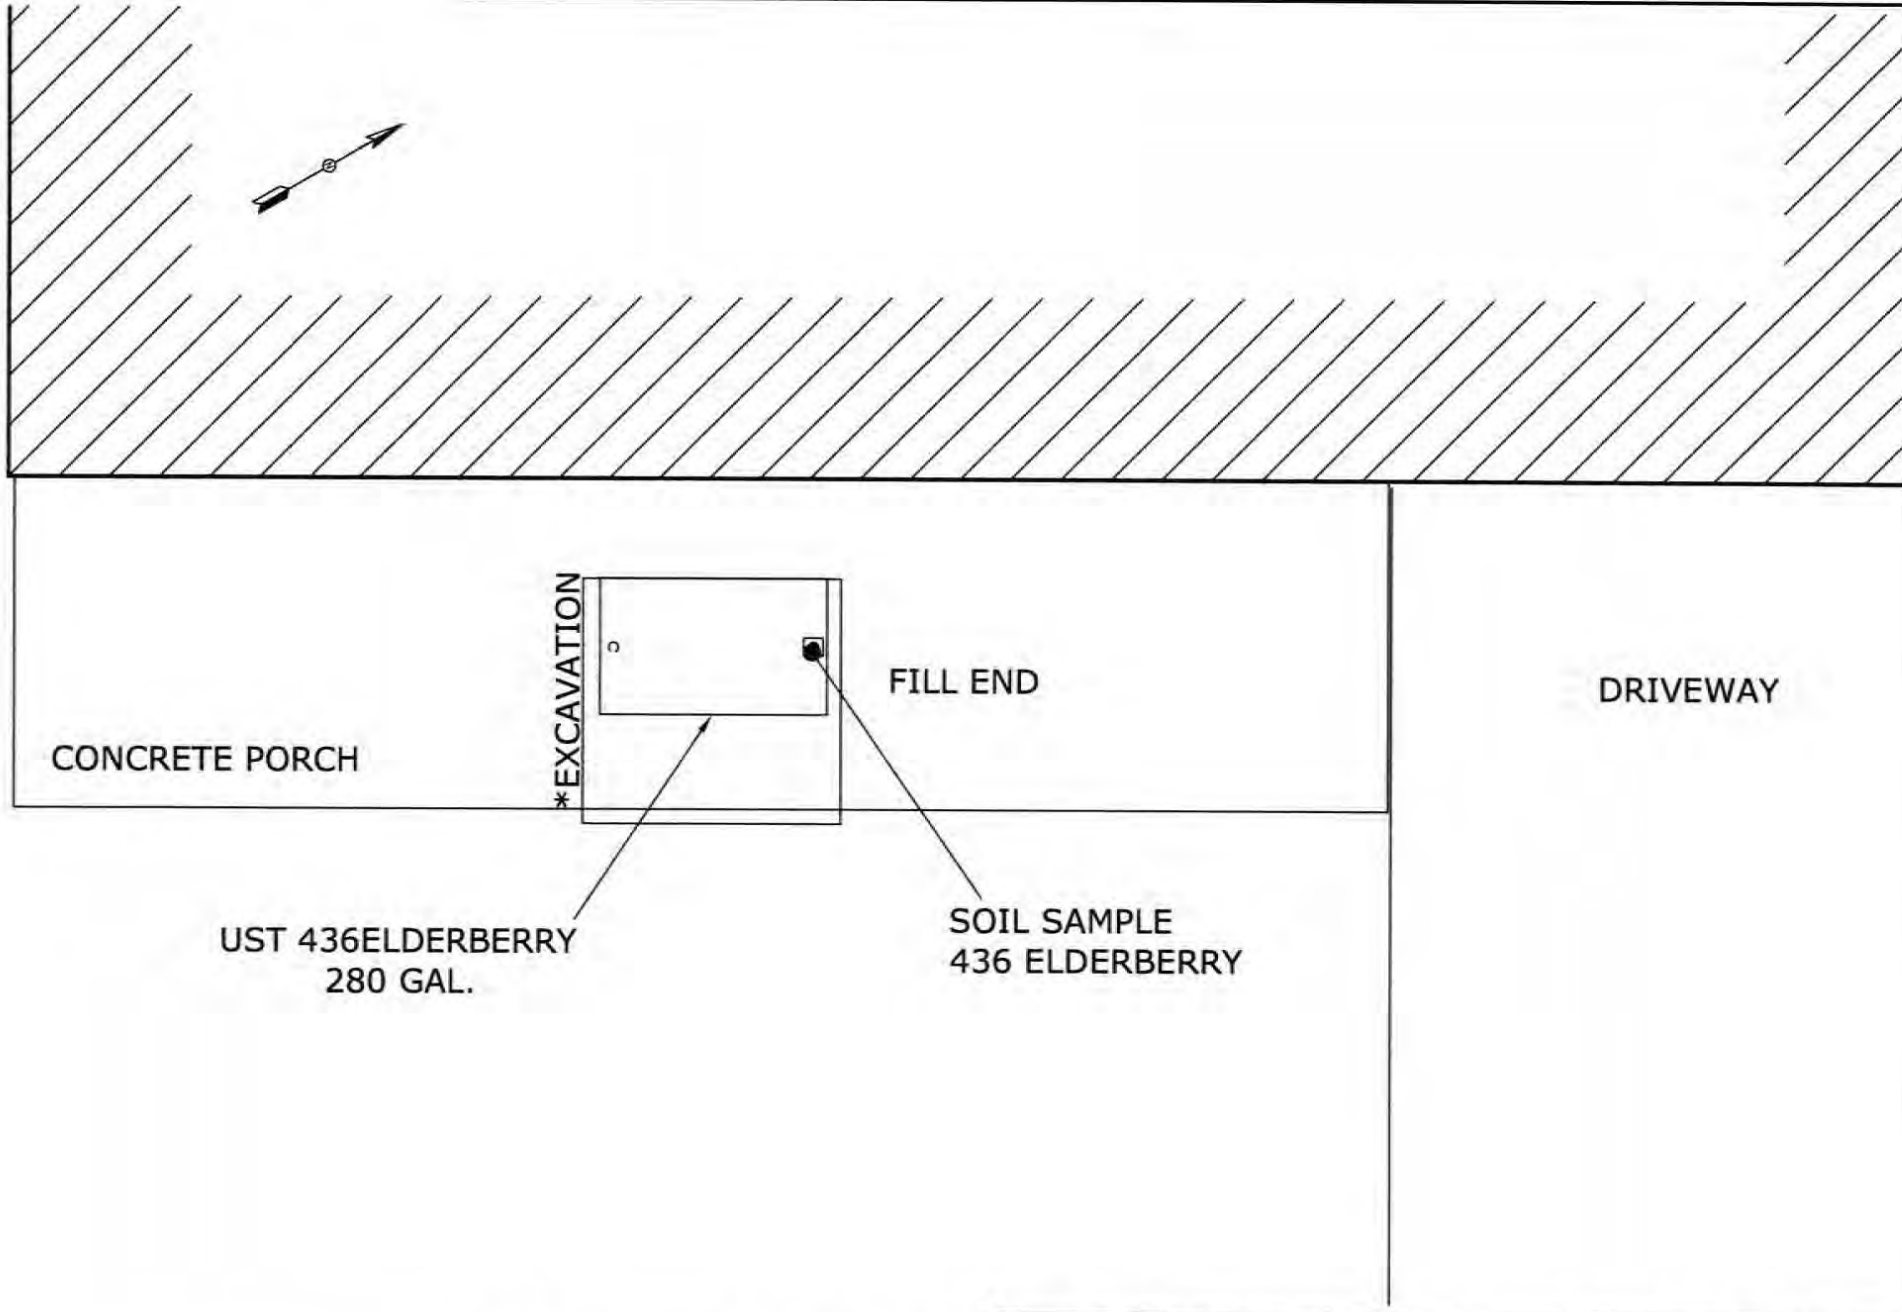 *EXCAVATION
C
FILL END
DRIVEWAY
CONCRETE PORCH
UST 436ELDERBERRY
280 GAL.
SOIL SAMPLE
436 ELDERBERRY